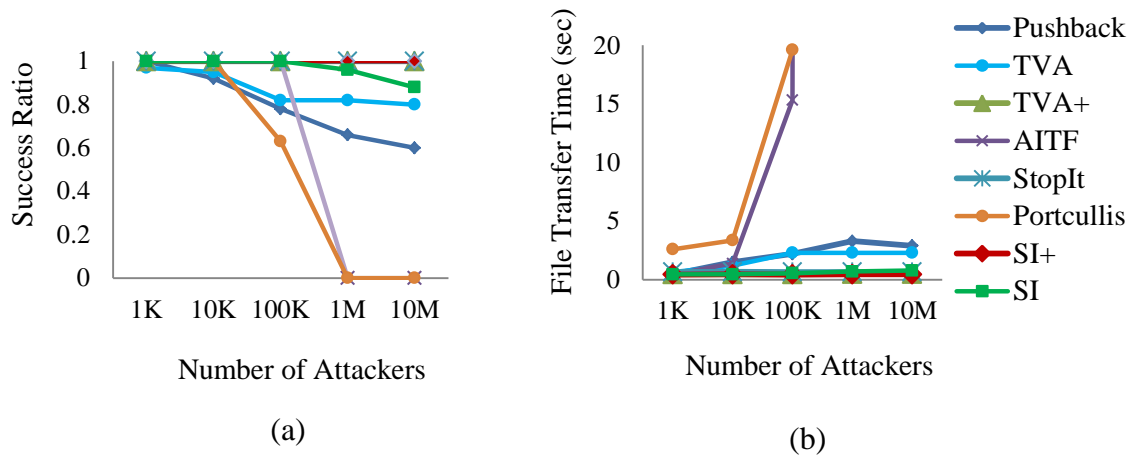 Success Ratio
1
0.8
0.6
0.4
0.2
0
1K 10K 100K 1M 10M
Number of Attackers
(a)
File Transfer Time (sec)
20
15
10
5
0
1K 10K 100K 1M 10M
Number of Attackers
(b)
Pushback
TVA
TVA+
AITF
StopIt
Portcullis
SI+
SI